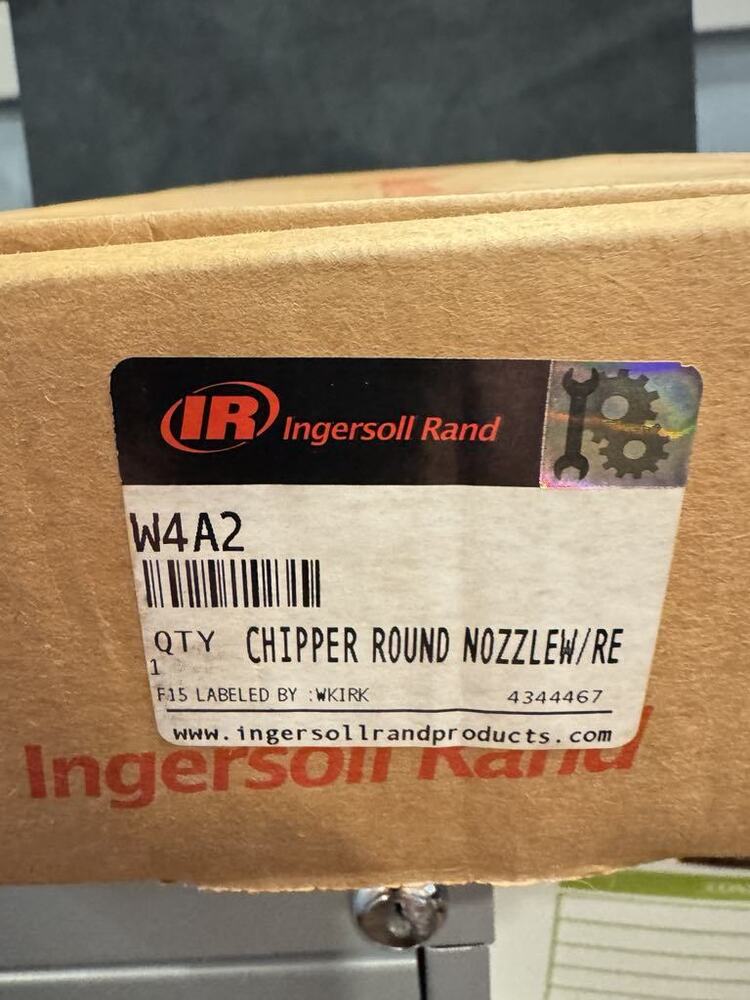 IR Ingersoll Rand
W4A2
QTY CHIPPER ROUND NOZZLEW/RE
1
F15 LABELED BY :WKIRK 4344467
www.ingersollrandproducts.com
Ingersoll Rand